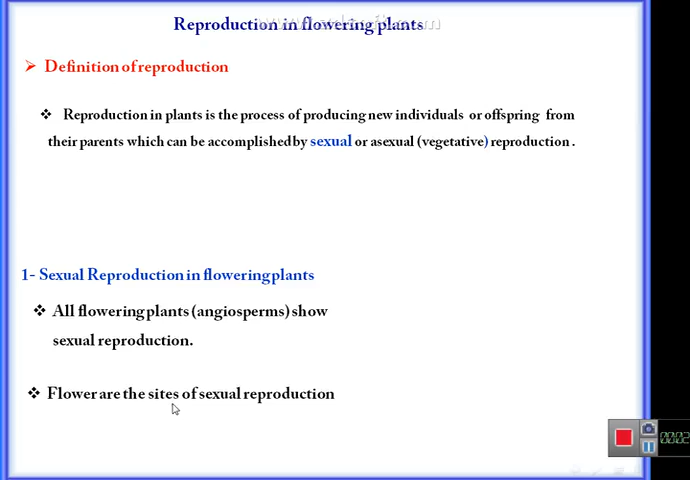 Reproduction in flowering plants
Definition of reproduction
Reproduction in plants is the process of producing new individuals or offspring from
their parents which can be accomplished by sexual or asexual (vegetative) reproduction .
1- Sexual Reproduction in flowering plants
All flowering plants (angiosperms) show
sexual reproduction.
Flower are the sites of sexual reproduction